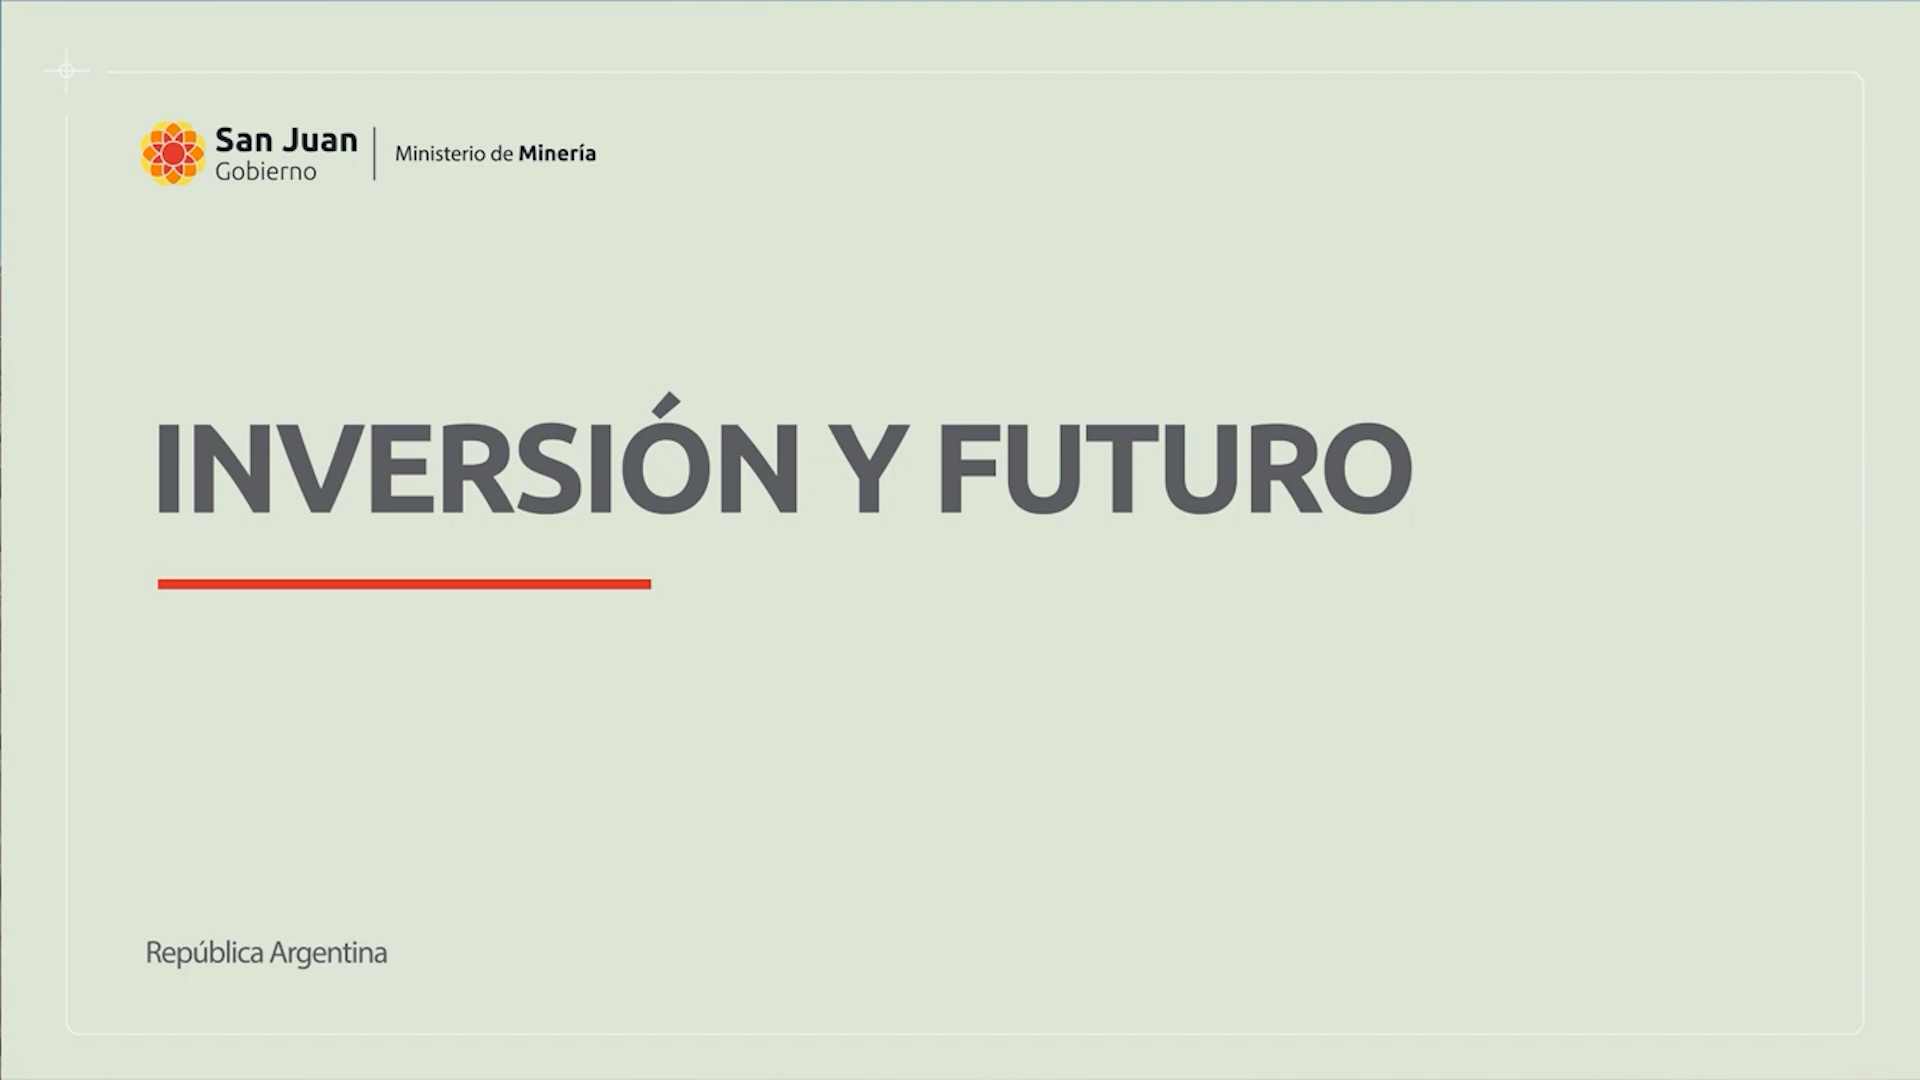 San Juan
Gobierno
Ministerio de Minería
INVERSIÓN Y FUTURO
República Argentina